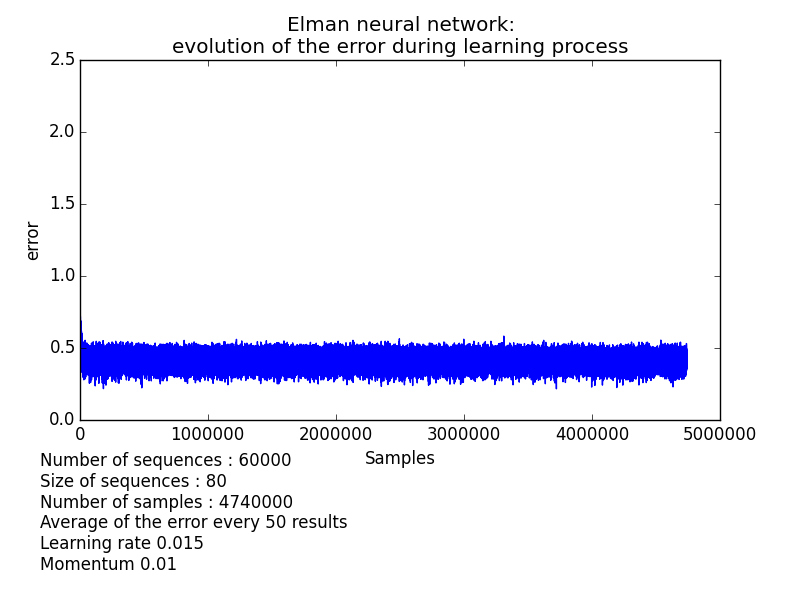 Elman neural network:
evolution of the error during learning process
2.5
2.0
1.5
1.0
0.5
0.0
error
0 1000000 2000000 3000000 4000000 5000000
Samples
Number of sequences : 60000
Size of sequences : 80
Number of samples : 4740000
Average of the error every 50 results
Learning rate 0.015
Momentum 0.01